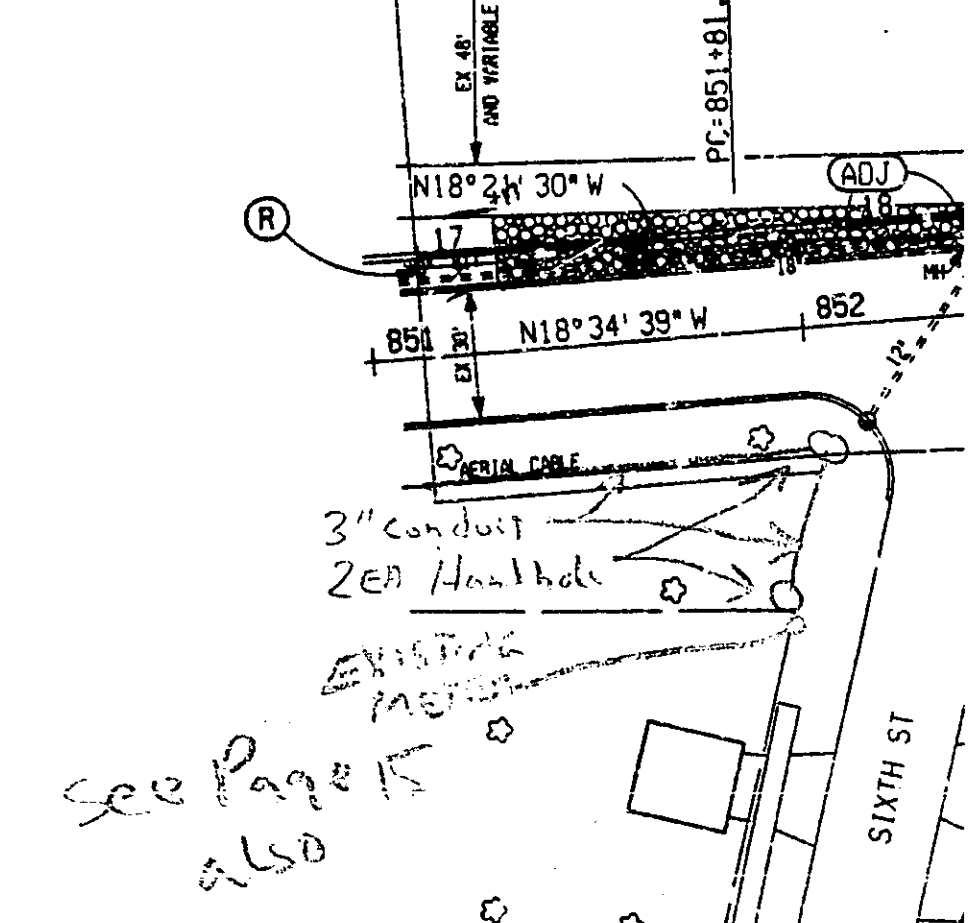 EX 48'
AND VARIABLE
PC=851+81.
ADJ
N18° 30" W
R
18
17
18
MH
852
N18°34'39" W
851
EX 30'
12"
AERIAL CABLE
3" conduit
2EA Handhole
EXISTING
METER
See Page 15
also
SIXTH ST